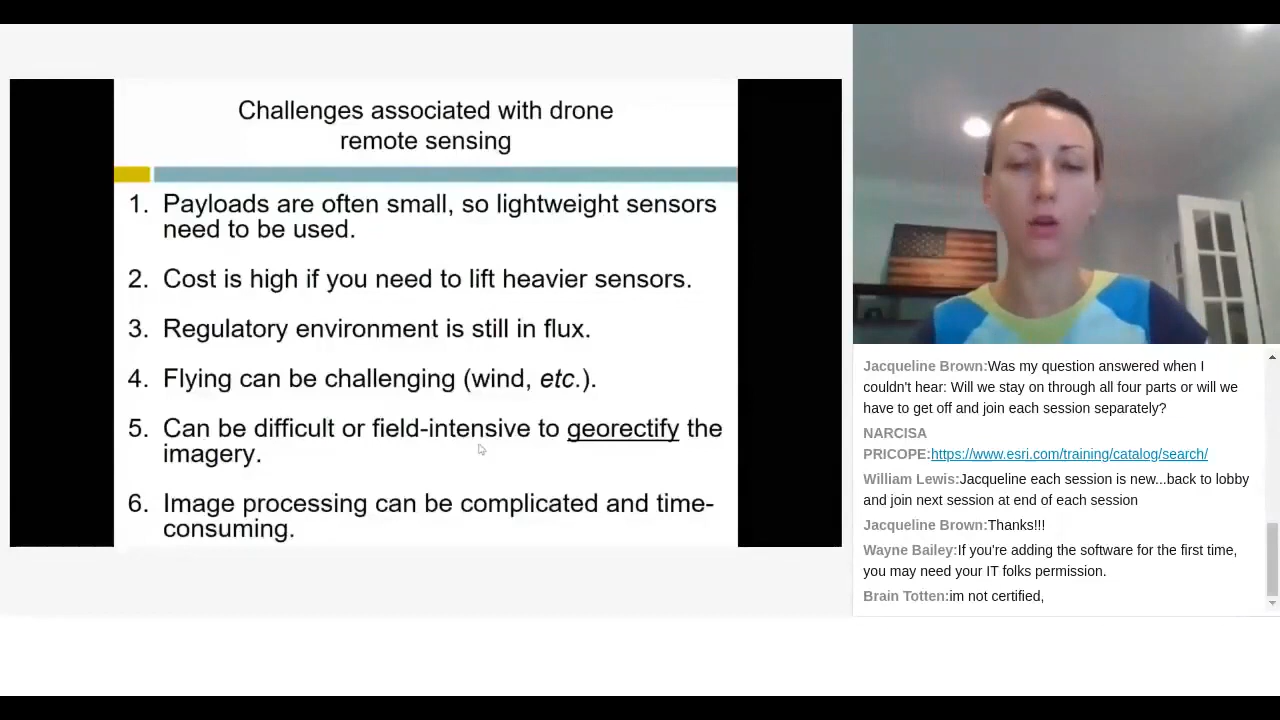 Challenges associated with drone
remote sensing
1. Payloads are often small, so lightweight sensors
need to be used.
2. Cost is high if you need to lift heavier sensors.
3. Regulatory environment is still in flux.
4. Flying can be challenging (wind, etc.).
5. Can be difficult or field-intensive to georectify the
imagery.
6. Image processing can be complicated and time-
consuming.
Jacqueline Brown:Was my question answered when I
couldn't hear: Will we stay on through all four parts or will we
have to get off and join each session separately?
NARCISA
PRICOPE:https://www.esri.com/training/catalog/search/
William Lewis:Jacqueline each session is new...back to lobby
and join next session at end of each session
Jacqueline Brown:Thanks!!!
Wayne Bailey:If you're adding the software for the first time,
you may need your IT folks permission.
Brain Totten:im not certified,